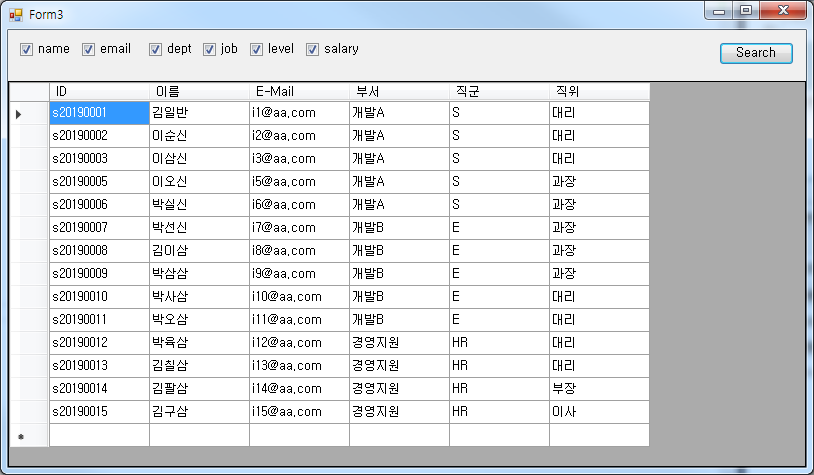 Form3
name email dept job level salary
Search
ID 이름 E-Mail 부서 직군 직위
s20190001 김일반 i1@aa.com 개발A S 대리
s20190002 이순신 i2@aa.com 개발A S 대리
s20190003 이삼신 i3@aa.com 개발A S 대리
s20190005 이오신 i5@aa.com 개발A S 과장
s20190006 박실신 i6@aa.com 개발A S 과장
s20190007 박선신 i7@aa.com 개발B E 과장
s20190008 김이삼 i8@aa.com 개발B E 과장
s20190009 박삼삼 i9@aa.com 개발B E 과장
s20190010 박사삼 i10@aa.com 개발B E 대리
s20190011 박오삼 i11@aa.com 개발B E 대리
s20190012 박육삼 i12@aa.com 경영지원 HR 대리
s20190013 김칠삼 i13@aa.com 경영지원 HR 대리
s20190014 김팔삼 i14@aa.com 경영지원 HR 부장
s20190015 김구삼 i15@aa.com 경영지원 HR 이사